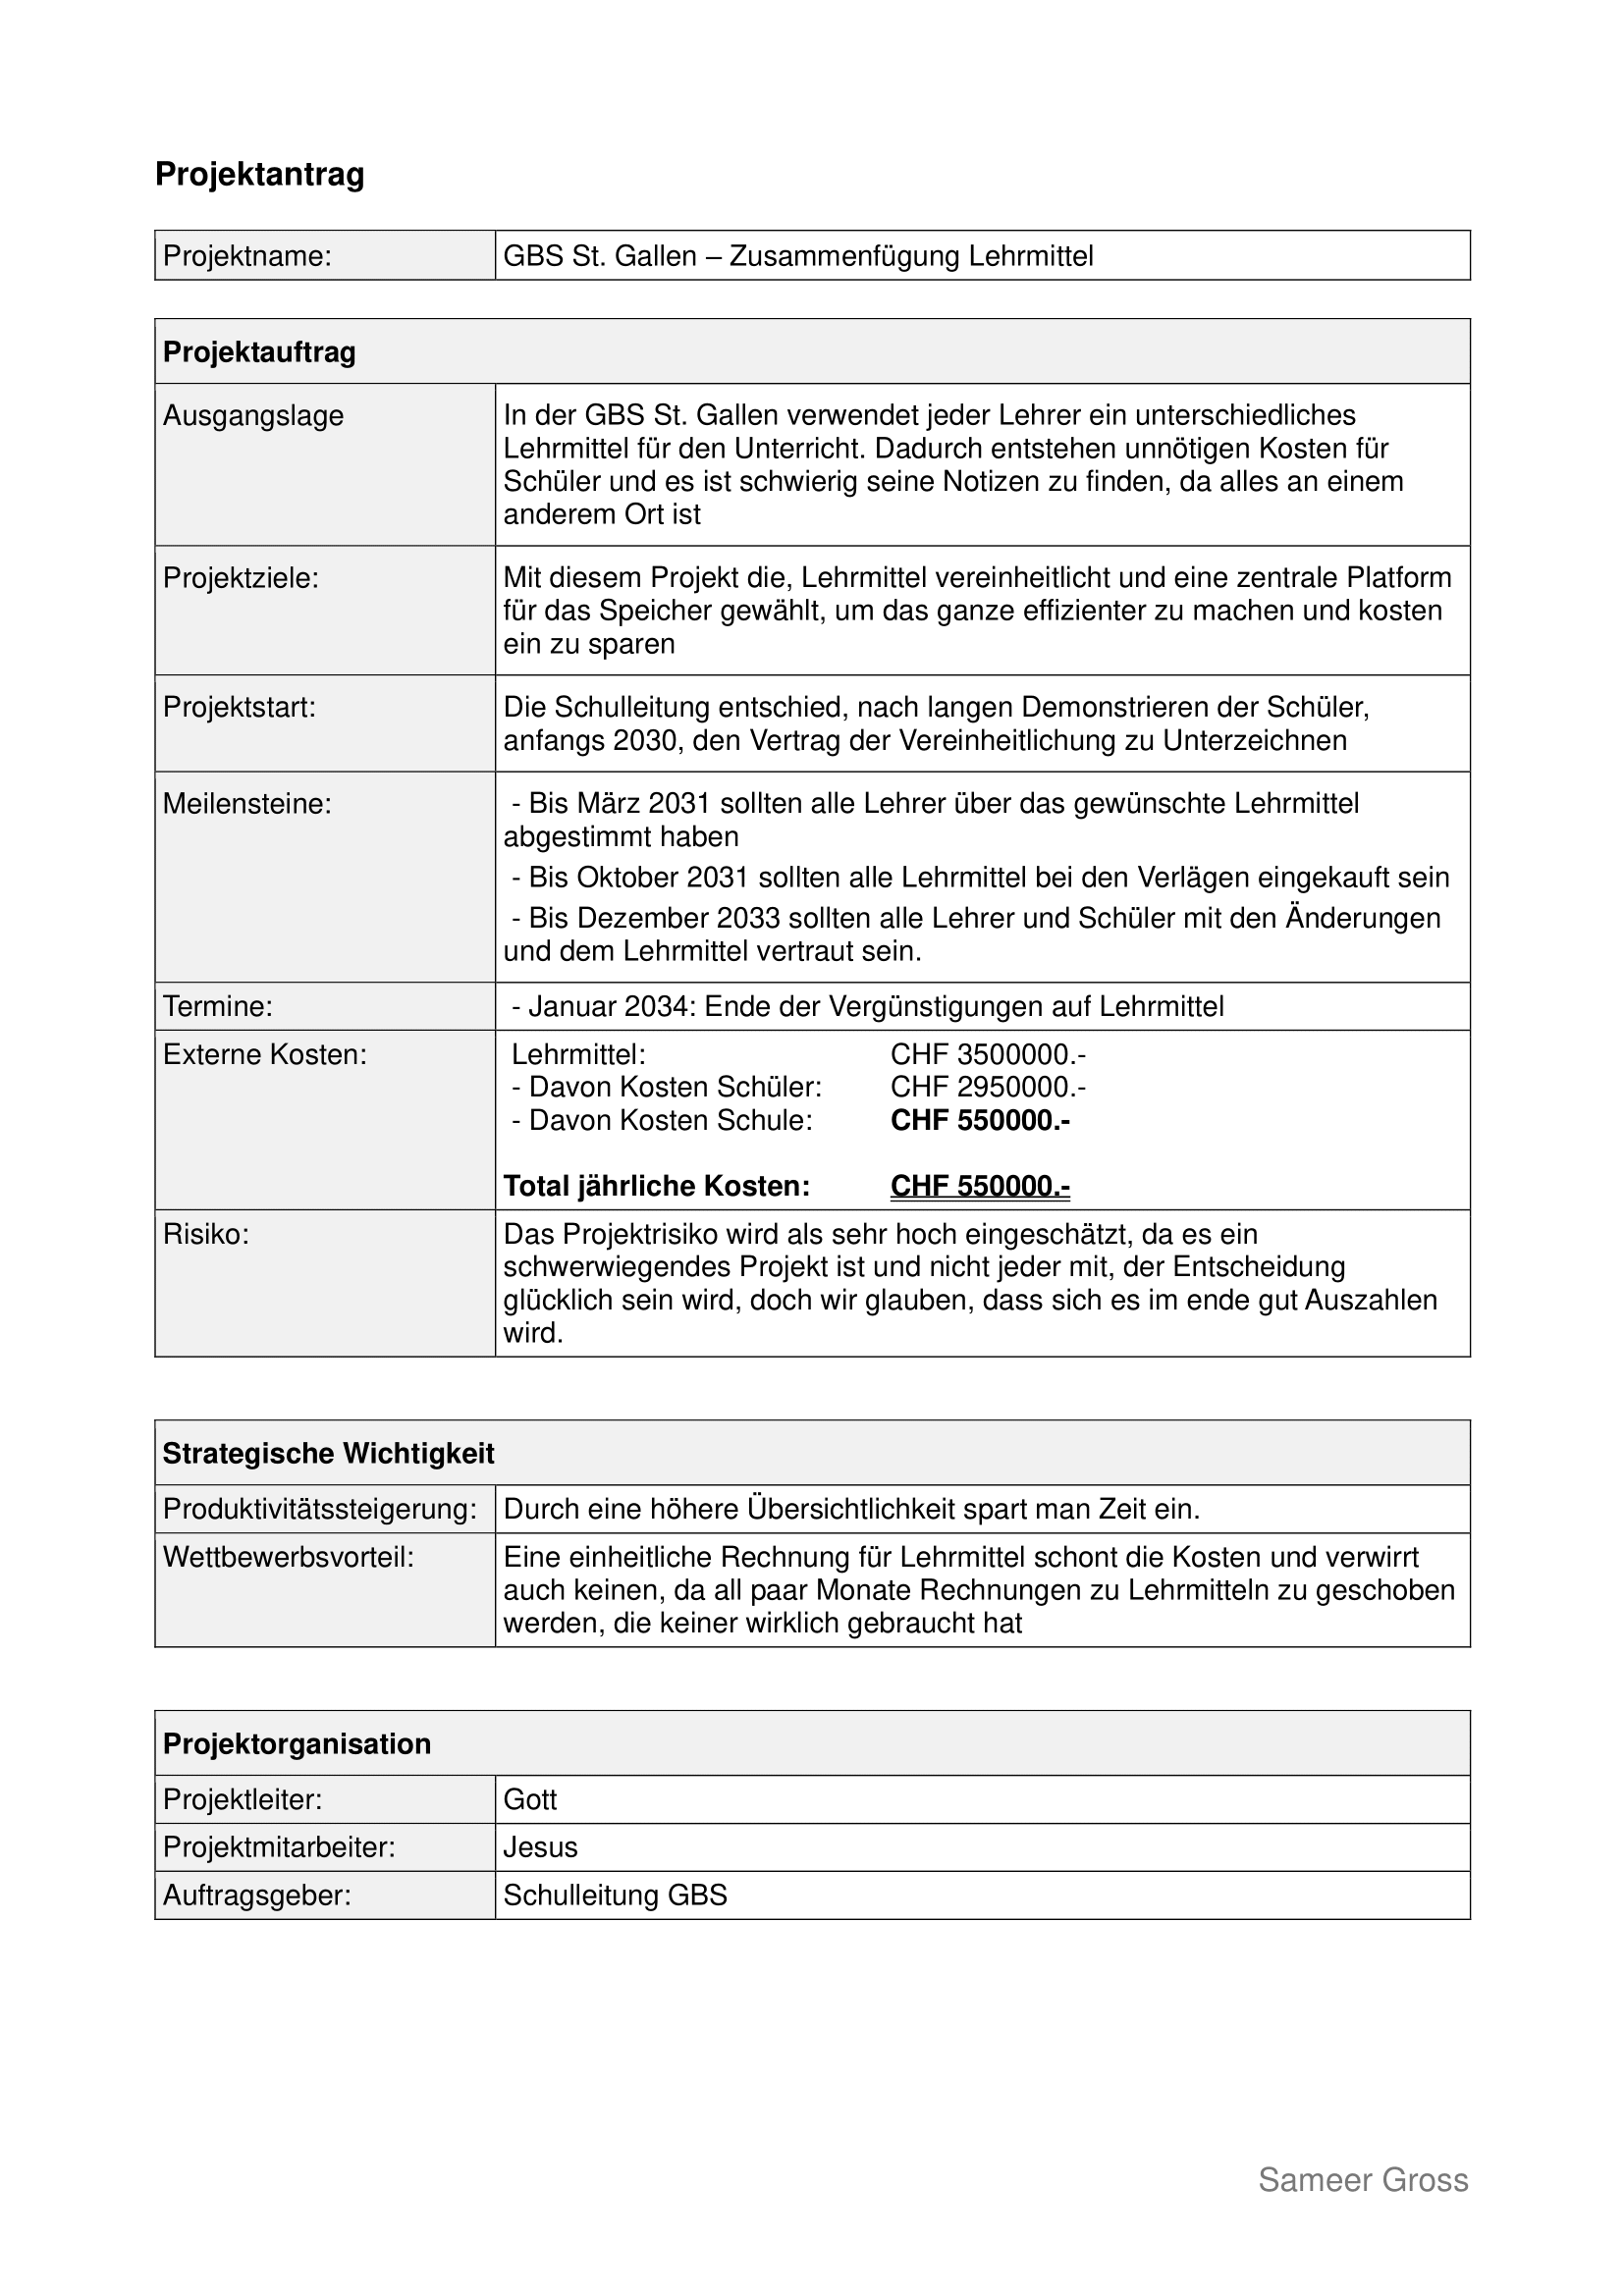 Projektantrag
Projektname: GBS St. Gallen – Zusammenfügung Lehrmittel
Projektauftrag
Ausgangslage In der GBS St. Gallen verwendet jeder Lehrer ein unterschiedliches
Lehrmittel für den Unterricht. Dadurch entstehen unnötigen Kosten für
Schüler und es ist schwierig seine Notizen zu finden, da alles an einem
anderem Ort ist
Projektziele: Mit diesem Projekt die, Lehrmittel vereinheitlicht und eine zentrale Platform
für das Speicher gewählt, um das ganze effizienter zu machen und kosten
ein zu sparen
Projektstart: Die Schulleitung entschied, nach langen Demonstrieren der Schüler,
anfangs 2030, den Vertrag der Vereinheitlichung zu Unterzeichnen
Meilensteine: - Bis März 2031 sollten alle Lehrer über das gewünschte Lehrmittel
abgestimmt haben
- Bis Oktober 2031 sollten alle Lehrmittel bei den Verlägen eingekauft sein
- Bis Dezember 2033 sollten alle Lehrer und Schüler mit den Änderungen
und dem Lehrmittel vertraut sein.
Termine: - Januar 2034: Ende der Vergünstigungen auf Lehrmittel
Externe Kosten: Lehrmittel: CHF 3500000.-
- Davon Kosten Schüler: CHF 2950000.-
- Davon Kosten Schule: CHF 550000.-
Total jährliche Kosten: CHF 550000.-
Risiko: Das Projektrisiko wird als sehr hoch eingeschätzt, da es ein
schwerwiegendes Projekt ist und nicht jeder mit, der Entscheidung
glücklich sein wird, doch wir glauben, dass sich es im ende gut Auszahlen
wird.
Strategische Wichtigkeit
Produktivitätssteigerung: Durch eine höhere Übersichtlichkeit spart man Zeit ein.
Wettbewerbsvorteil: Eine einheitliche Rechnung für Lehrmittel schont die Kosten und verwirrt
auch keinen, da all paar Monate Rechnungen zu Lehrmitteln zu geschoben
werden, die keiner wirklich gebraucht hat
Projektorganisation
Projektleiter: Gott
Projektmitarbeiter: Jesus
Auftragsgeber: Schulleitung GBS
Sameer Gross